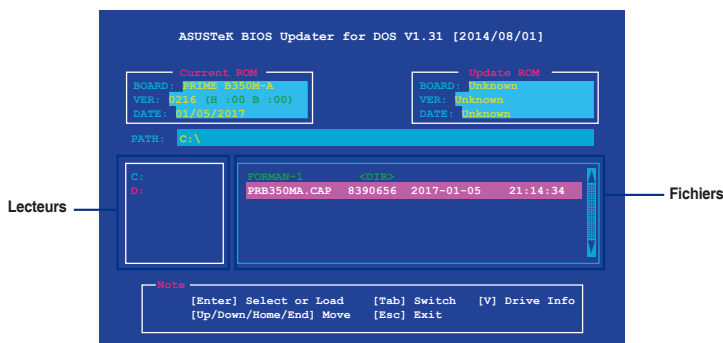 ASUSTeK BIOS Updater for DOS V1.31 [2014/08/01]
Current ROM
BOARD: PRIME B350M-A
VER: 0216 (H :00 B :00)
DATE: 01/05/2017
Update ROM
BOARD: Unknown
VER: Unknown
DATE: Unknown
PATH: C:\
C:
D:
FORMAN~1 <DIR>
PRB350MA.CAP 8390656 2017-01-05 21:14:34
Lecteurs
Fichiers
Note
[Enter] Select or Load [Tab] Switch [V] Drive Info
[Up/Down/Home/End] Move [Esc] Exit